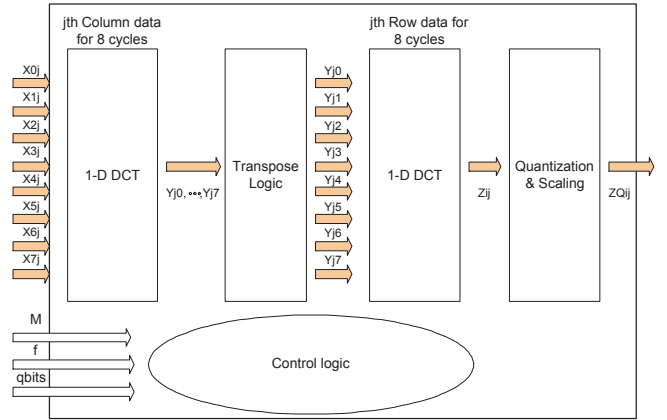 jth Column data
for 8 cycles
jth Row data for
8 cycles
X0j
X1j
X2j
X3j
X4j
X5j
X6j
X7j
1-D DCT
Yj0, •••,Yj7
Transpose
Logic
Yj0
Yj1
Yj2
Yj3
Yj4
Yj5
Yj6
Yj7
1-D DCT
Zij
Quantization
& Scaling
ZQij
M
f
qbits
Control logic